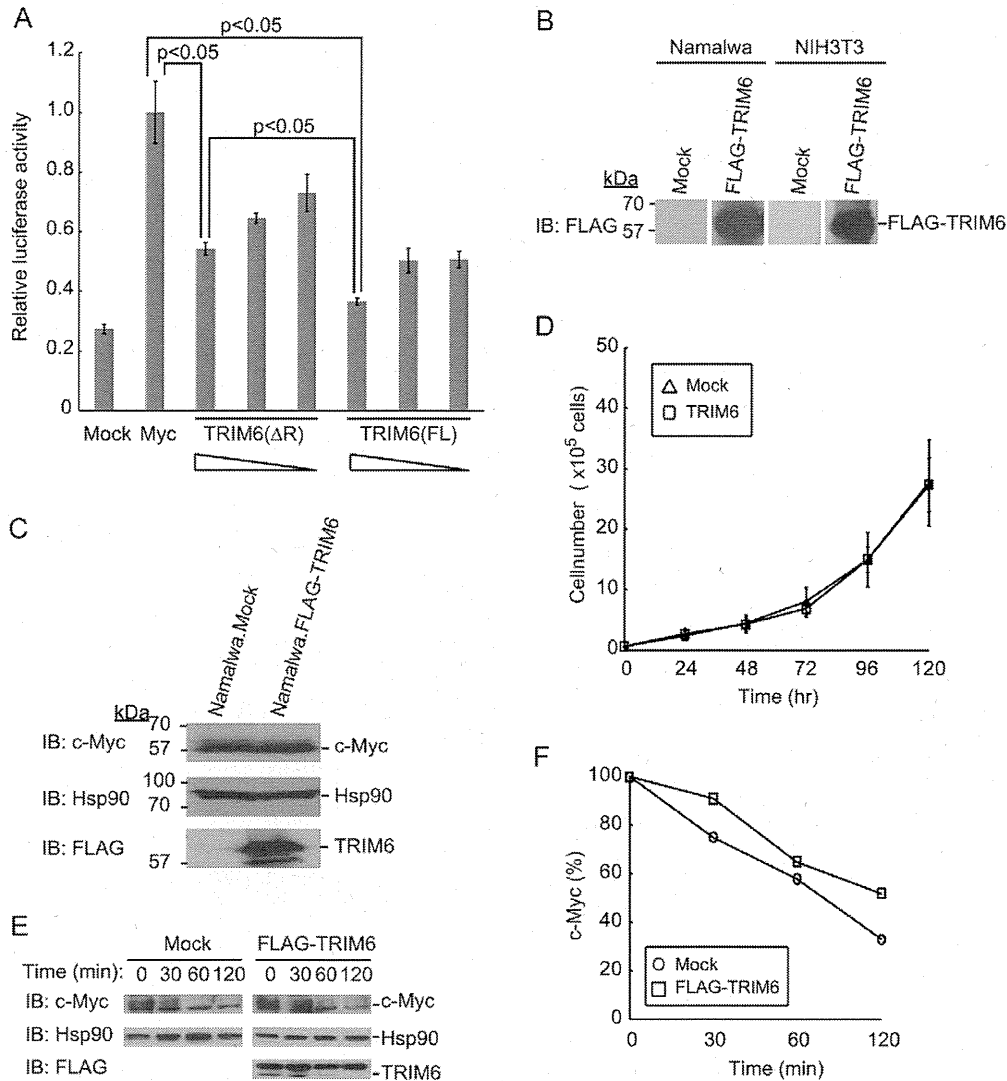 A
p<0.05
p<0.05
p<0.05
1.2
1.0
0.8
0.6
0.4
0.2
0
Relative luciferase activity
Mock Myc TRIM6(ΔR) TRIM6(FL)
B
Namalwa NIH3T3
Mock FLAG-TRIM6 Mock FLAG-TRIM6
kDa
70
57
IB: FLAG
FLAG-TRIM6
C
Namalwa.Mock
Namalwa.FLAG-TRIM6
kDa
70
IB: c-Myc 57 c-Myc
100
IB: Hsp90 70 Hsp90
IB: FLAG TRIM6
57
D
50
40
30
20
10
0
Cellnumber ( x10⁵ cells)
Mock
TRIM6
0 24 48 72 96 120
Time (hr)
E
Mock FLAG-TRIM6
Time (min): 0 30 60 120 0 30 60 120
IB: c-Myc c-Myc
IB: Hsp90 Hsp90
IB: FLAG TRIM6
F
100
80
60
40
20
0
c-Myc (%)
Mock
FLAG-TRIM6
0 30 60 120
Time (min)